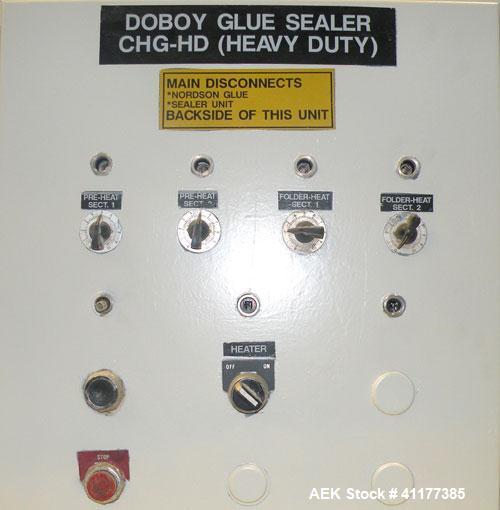 DOBOY GLUE SEALER
CHG-HD (HEAVY DUTY)
MAIN DISCONNECTS
*NORDSON GLUE
*SEALER UNIT
BACKSIDE OF THIS UNIT
PRE-HEAT
SECT. 1
PRE-HEAT
SECT. 2
FOLDER-HEAT
SECT. 1
FOLDER-HEAT
SECT. 2
HEATER
OFF ON
STOP
AEK Stock # 41177385